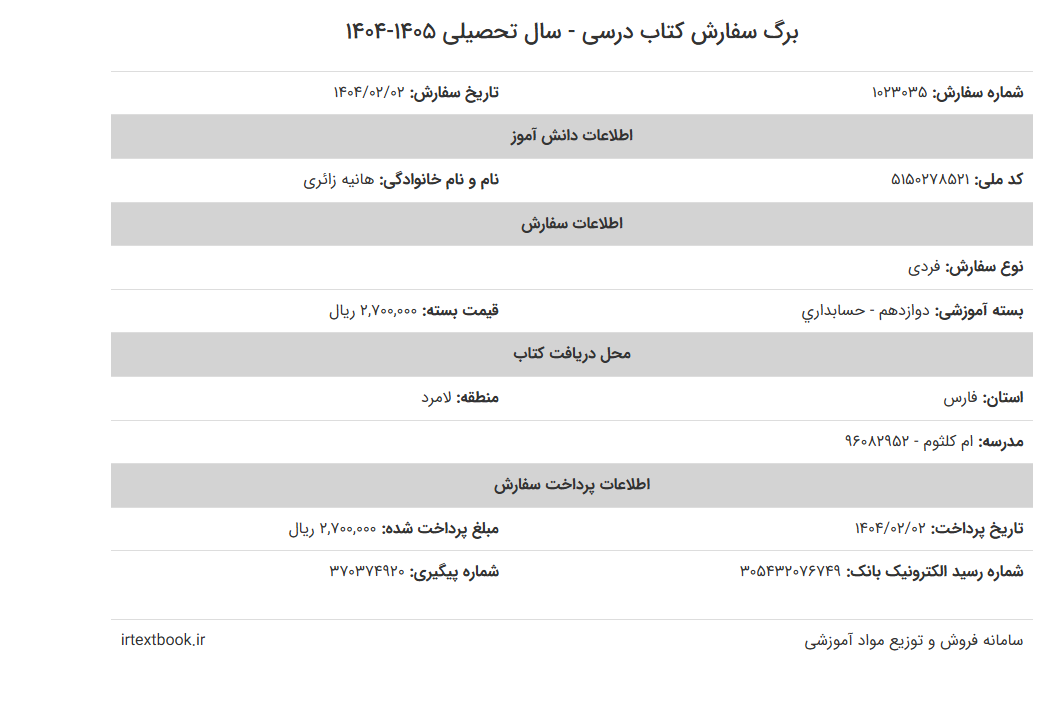 برگ سفارش کتاب درسی - سال تحصیلی ۱۴۰۵-۱۴۰۴
شماره سفارش: ۱۰۲۳۰۳۵ تاریخ سفارش: ۱۴۰۴/۰۲/۰۲
اطلاعات دانش آموز
کد ملی: ۵۱۵۰۲۷۸۵۲۱ نام و نام خانوادگی: هانیه زائری
اطلاعات سفارش
نوع سفارش: فردی
بسته آموزشی: دوازدهم - حسابداري قیمت بسته: ۲,۷۰۰,۰۰۰ ریال
محل دریافت کتاب
استان: فارس منطقه: لامرد
مدرسه: ام کلثوم - ۹۶۰۸۲۹۵۲
اطلاعات پرداخت سفارش
تاریخ پرداخت: ۱۴۰۴/۰۲/۰۲ مبلغ پرداخت شده: ۲,۷۰۰,۰۰۰ ریال
شماره رسید الکترونیک بانک: ۳۰۵۴۳۲۰۷۶۷۴۹ شماره پیگیری: ۳۷۰۳۷۴۹۲۰
سامانه فروش و توزیع مواد آموزشی irtextbook.ir